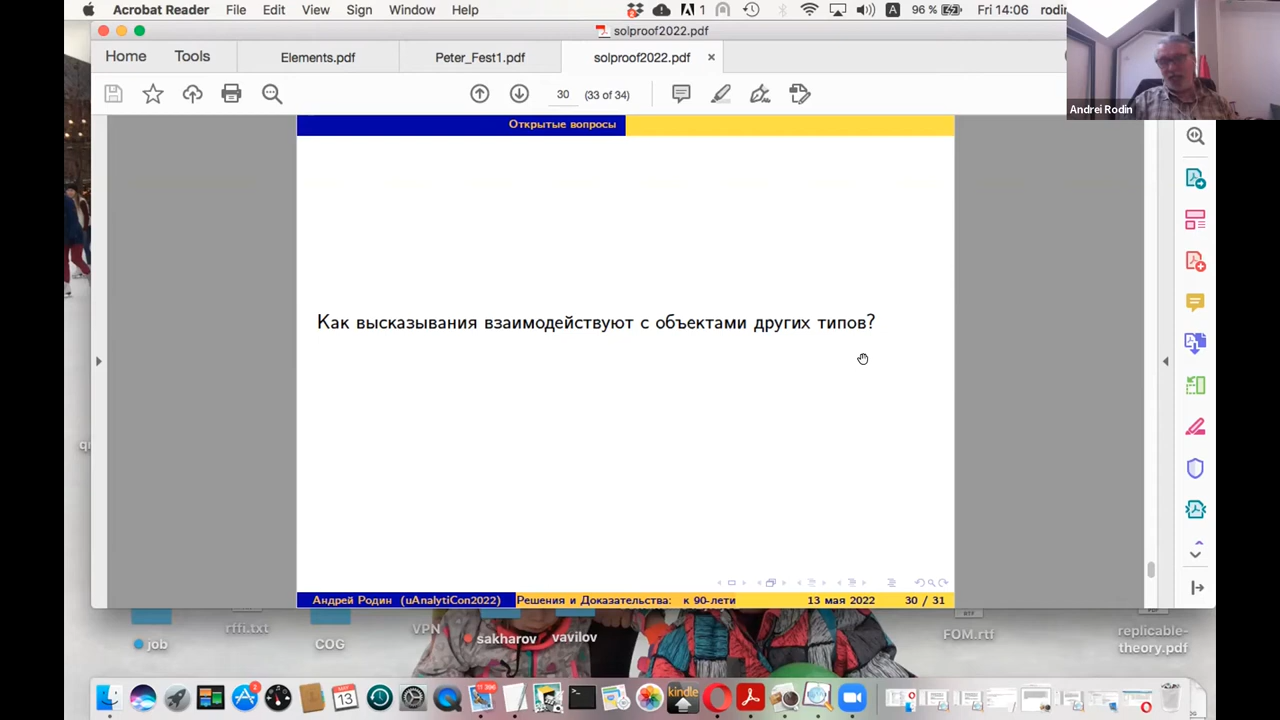 Acrobat Reader File Edit View Sign Window Help 1 A 96 % Fri 14:06 rodin
solproof2022.pdf
Home Tools Elements.pdf Peter_Fest1.pdf solproof2022.pdf ×
30 (33 of 34)
Andrei Rodin
Открытые вопросы
Как высказывания взаимодействуют с объектами других типов?
Андрей Родин (uAnalytiCon2022) Решения и Доказательства: к 90-лети 13 мая 2022 30 / 31
job
rffi.txt
COG
VPN
sakharov
vavilov
FOM.rtf
replicable-
theory.pdf
kindle